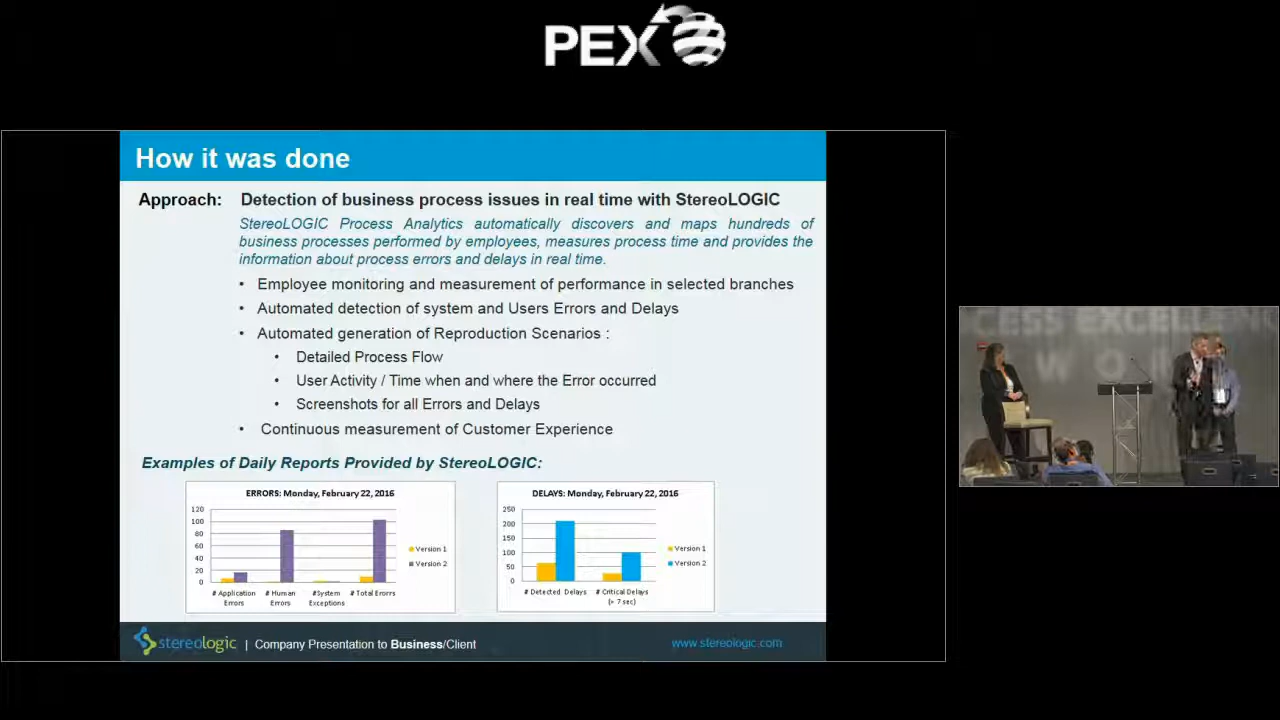 PEX
How it was done
Approach: Detection of business process issues in real time with StereoLOGIC
StereoLOGIC Process Analytics automatically discovers and maps hundreds of
business processes performed by employees, measures process time and provides the
information about process errors and delays in real time.
• Employee monitoring and measurement of performance in selected branches
• Automated detection of system and Users Errors and Delays
• Automated generation of Reproduction Scenarios :
• Detailed Process Flow
• User Activity / Time when and where the Error occurred
• Screenshots for all Errors and Delays
• Continuous measurement of Customer Experience
Examples of Daily Reports Provided by StereoLOGIC:
ERRORS: Monday, February 22, 2016
120
100
80
60
40
20
0
# Application Errors
# Human Errors
#System Exceptions
# Total Erorrs
Version 1
Version 2
DELAYS: Monday, February 22, 2016
250
200
150
100
50
0
# Detected Delays
# Critical Delays (> 7 sec)
Version 1
Version 2
stereologic | Company Presentation to Business/Client
www.stereologic.com
CESS EXCELLEN
W O R